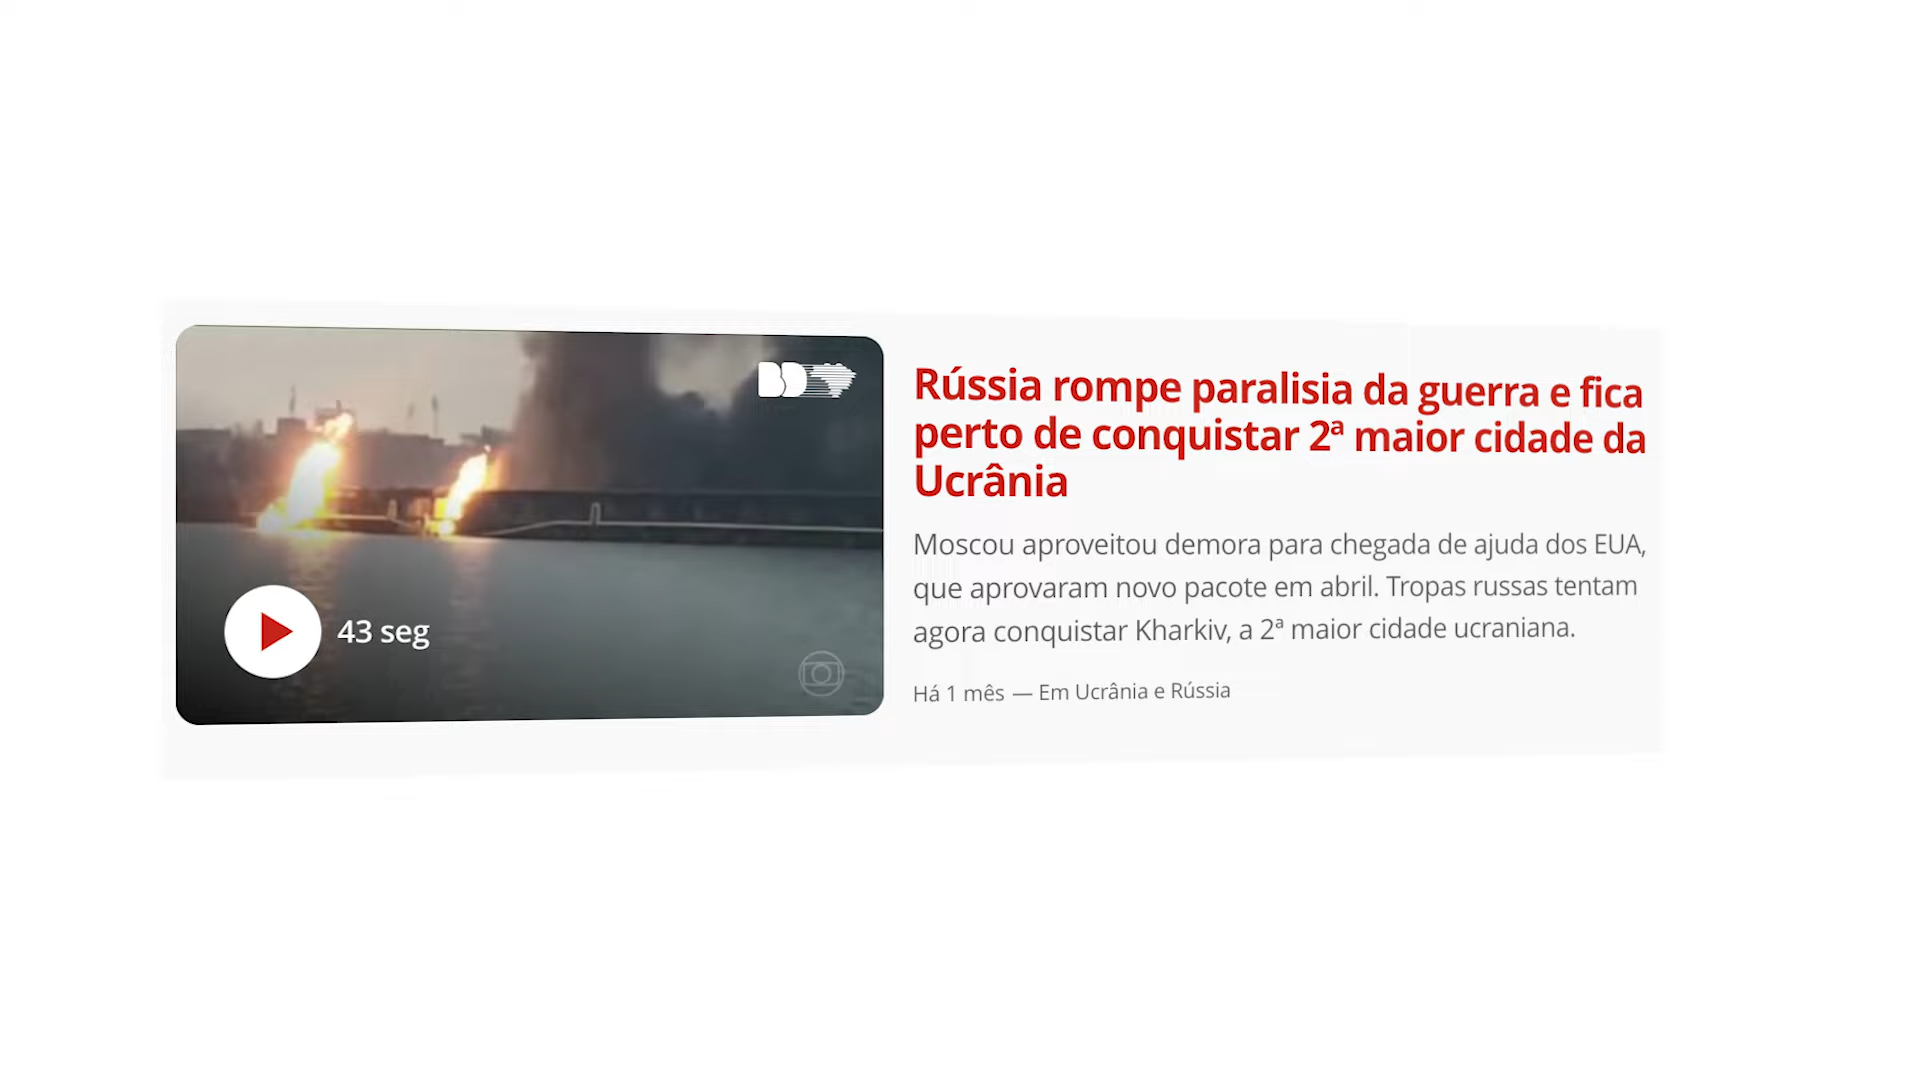 BD
Rússia rompe paralisia da guerra e fica
perto de conquistar 2ª maior cidade da
Ucrânia
Moscou aproveitou demora para chegada de ajuda dos EUA,
que aprovaram novo pacote em abril. Tropas russas tentam
agora conquistar Kharkiv, a 2ª maior cidade ucraniana.
Há 1 mês — Em Ucrânia e Rússia
43 seg